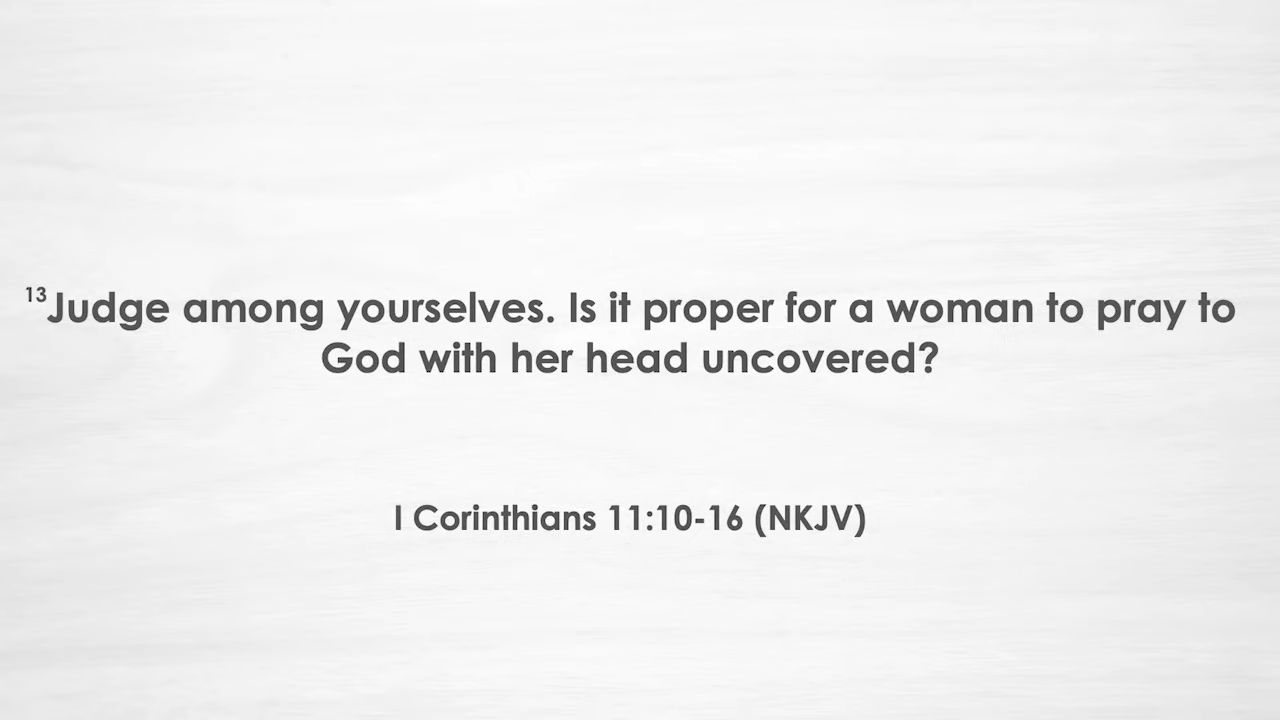 ¹³Judge among yourselves. Is it proper for a woman to pray to
God with her head uncovered?
I Corinthians 11:10-16 (NKJV)